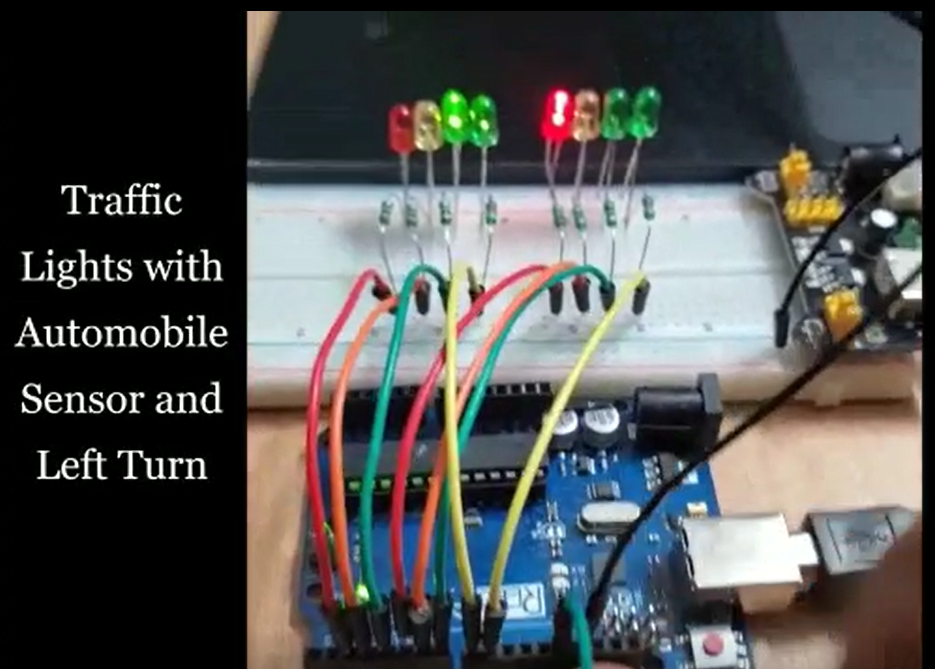 Traffic
Lights with
Automobile
Sensor and
Left Turn